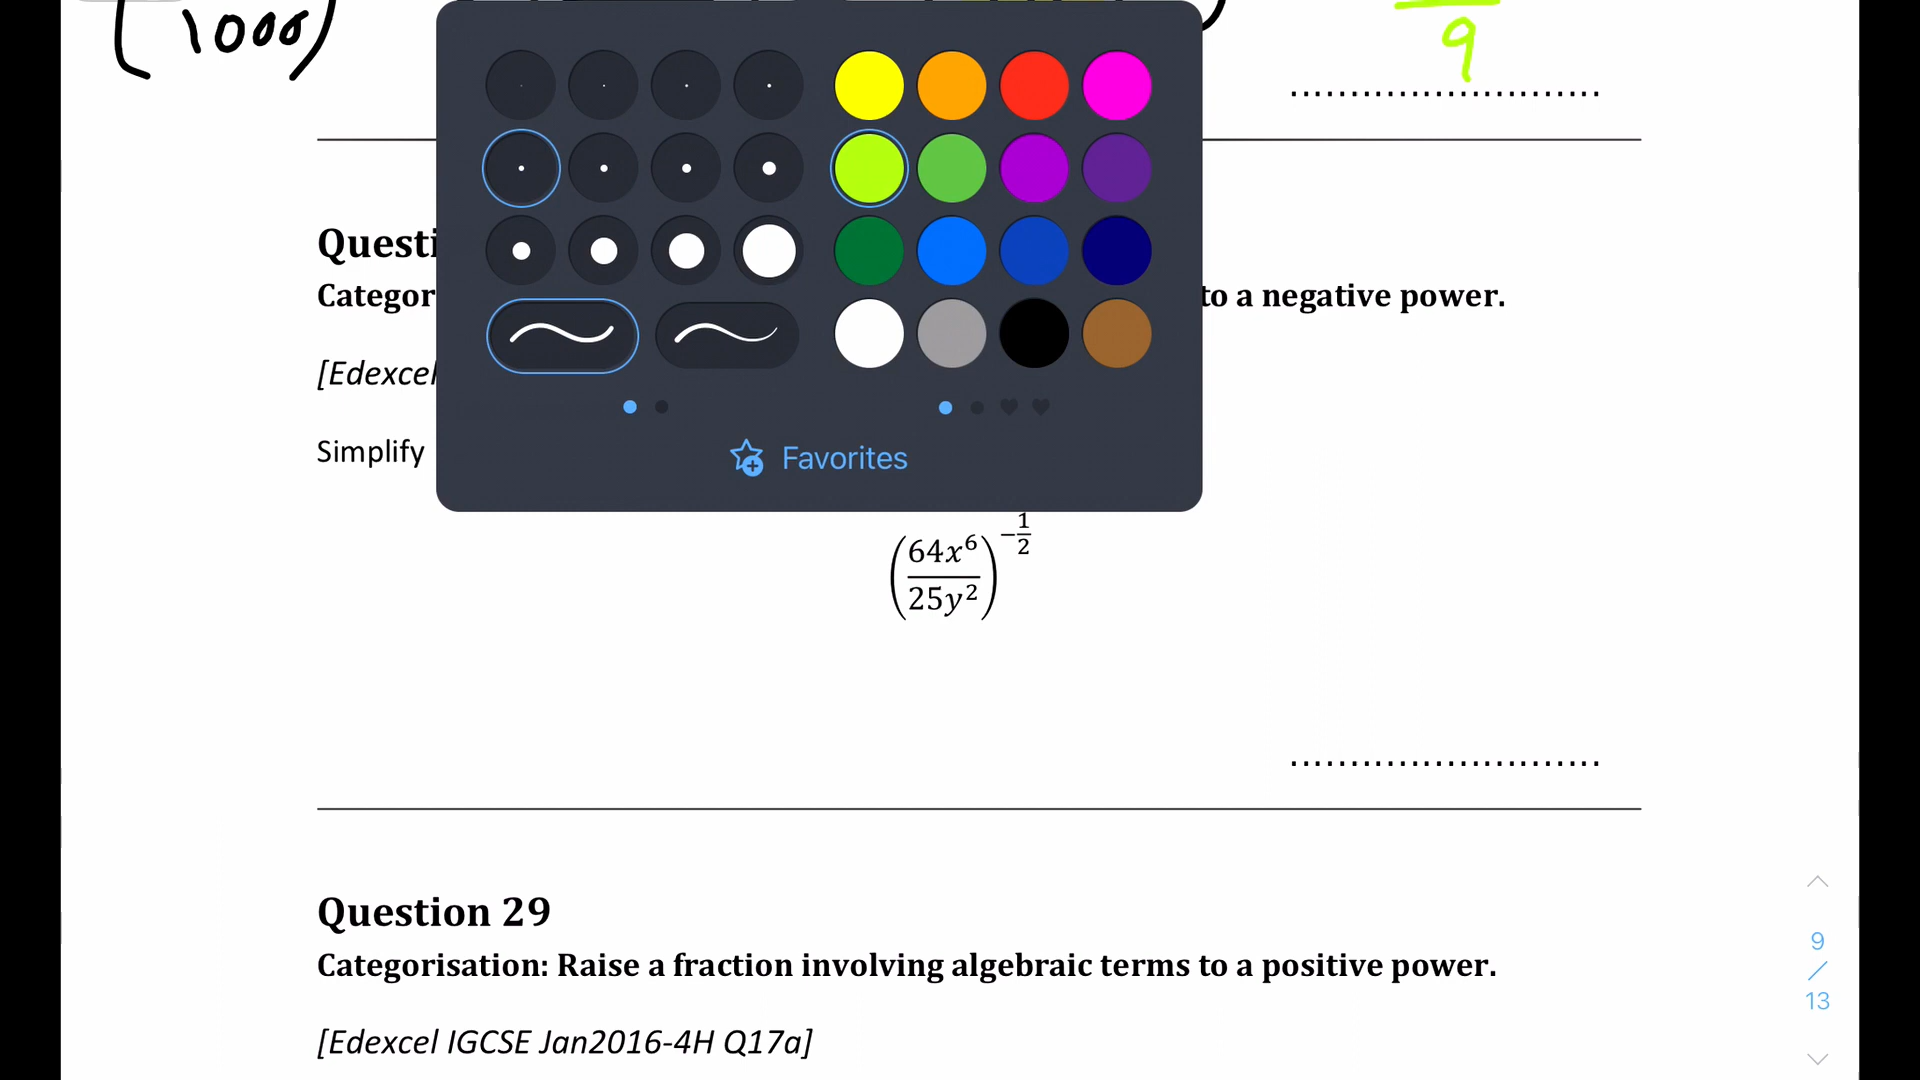 (1000)
9
..........................
Questi
Categor to a negative power.
[Edexcel
Simplify
Favorites
(64x⁶/25y²)^−1/2
..........................
Question 29
Categorisation: Raise a fraction involving algebraic terms to a positive power.
9
/
13
[Edexcel IGCSE Jan2016-4H Q17a]